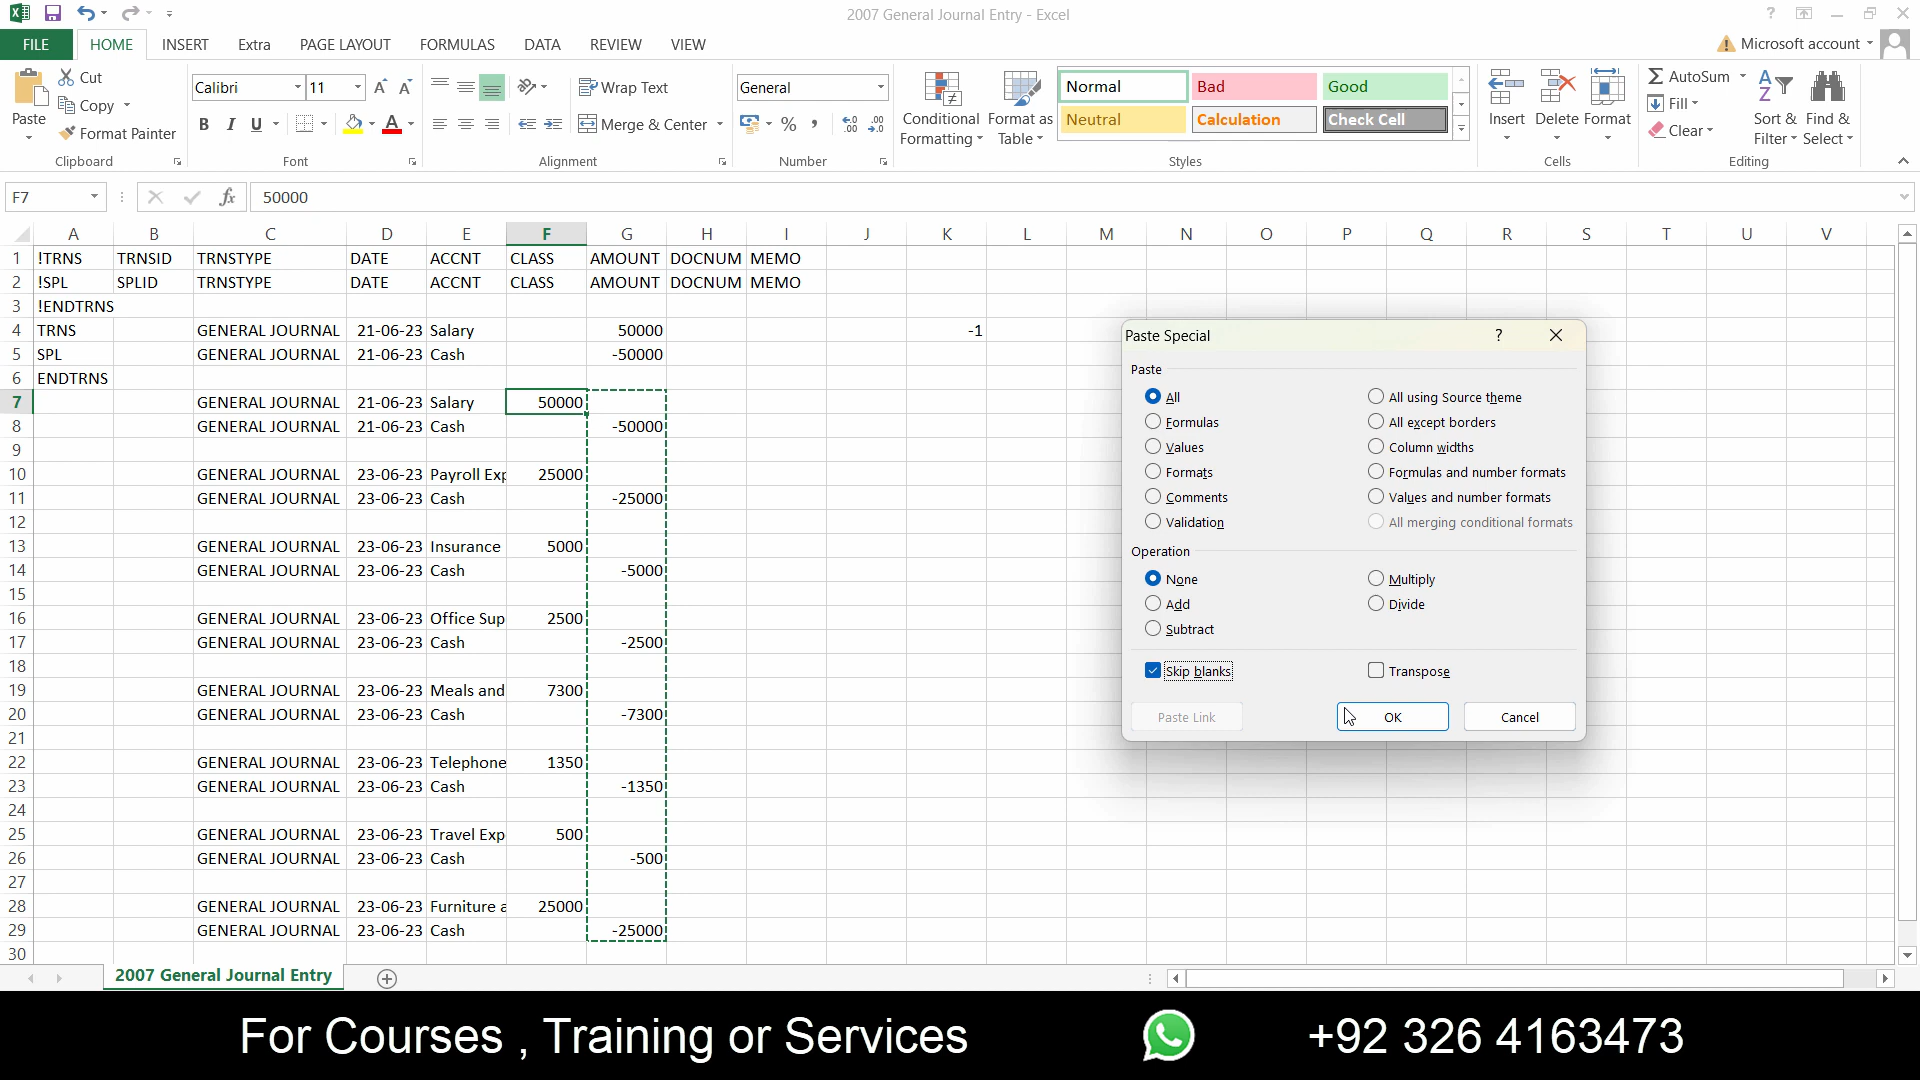 2007 General Journal Entry - Excel
FILE HOME INSERT Extra PAGE LAYOUT FORMULAS DATA REVIEW VIEW Microsoft account
Paste Cut Copy Format Painter Clipboard
Calibri 11 B I U Font
Wrap Text Merge & Center Alignment
General % , Number
Conditional Formatting Format as Table
Normal Bad Good
Neutral Calculation Check Cell
Styles
Insert Delete Format Cells
AutoSum Fill Clear Sort & Filter Find & Select Editing
F7 fx 50000
A B C D E F G H I J K L M N O P Q R S T U V
1 !TRNS TRNSID TRNSTYPE DATE ACCNT CLASS AMOUNT DOCNUM MEMO
2 !SPL SPLID TRNSTYPE DATE ACCNT CLASS AMOUNT DOCNUM MEMO
3 !ENDTRNS
4 TRNS GENERAL JOURNAL 21-06-23 Salary 50000 -1
5 SPL GENERAL JOURNAL 21-06-23 Cash -50000
6 ENDTRNS
7 GENERAL JOURNAL 21-06-23 Salary 50000
8 GENERAL JOURNAL 21-06-23 Cash -50000
9
10 GENERAL JOURNAL 23-06-23 Payroll Exp 25000
11 GENERAL JOURNAL 23-06-23 Cash -25000
12
13 GENERAL JOURNAL 23-06-23 Insurance 5000
14 GENERAL JOURNAL 23-06-23 Cash -5000
15
16 GENERAL JOURNAL 23-06-23 Office Sup 2500
17 GENERAL JOURNAL 23-06-23 Cash -2500
18
19 GENERAL JOURNAL 23-06-23 Meals and 7300
20 GENERAL JOURNAL 23-06-23 Cash -7300
21
22 GENERAL JOURNAL 23-06-23 Telephone 1350
23 GENERAL JOURNAL 23-06-23 Cash -1350
24
25 GENERAL JOURNAL 23-06-23 Travel Exp 500
26 GENERAL JOURNAL 23-06-23 Cash -500
27
28 GENERAL JOURNAL 23-06-23 Furniture a 25000
29 GENERAL JOURNAL 23-06-23 Cash -25000
30
Paste Special ?
Paste
All All using Source theme
Formulas All except borders
Values Column widths
Formats Formulas and number formats
Comments Values and number formats
Validation All merging conditional formats
Operation
None Multiply
Add Divide
Subtract
Skip blanks Transpose
Paste Link OK Cancel
2007 General Journal Entry
For Courses , Training or Services +92 326 4163473